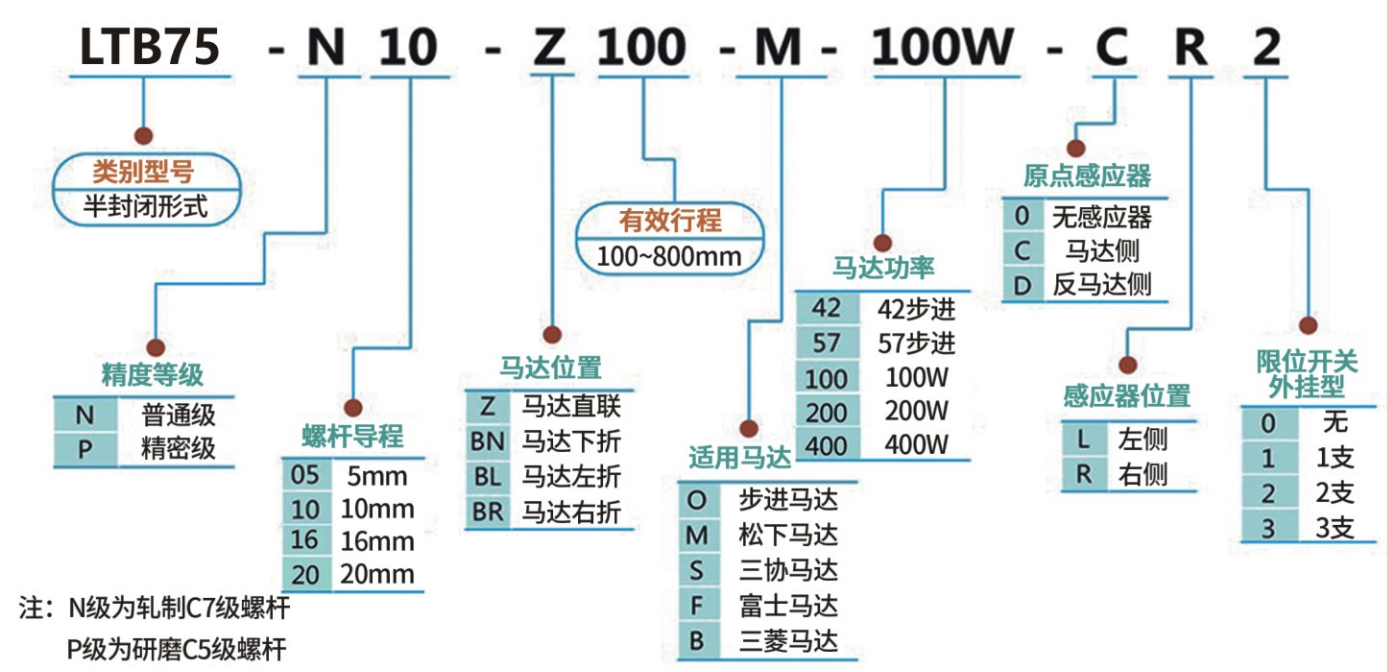 LTB75 - N 10 - Z 100 - M - 100W - C R 2
类别型号
半封闭形式
精度等级
N 普通级
P 精密级
螺杆导程
05 5mm
10 10mm
16 16mm
20 20mm
马达位置
Z 马达直联
BN 马达下折
BL 马达左折
BR 马达右折
有效行程
100~800mm
适用马达
O 步进马达
M 松下马达
S 三协马达
F 富士马达
B 三菱马达
马达功率
42 42步进
57 57步进
100 100W
200 200W
400 400W
原点感应器
0 无感应器
C 马达侧
D 反马达侧
感应器位置
L 左侧
R 右侧
限位开关
外挂型
0 无
1 1支
2 2支
3 3支
注：N级为轧制C7级螺杆
P级为研磨C5级螺杆